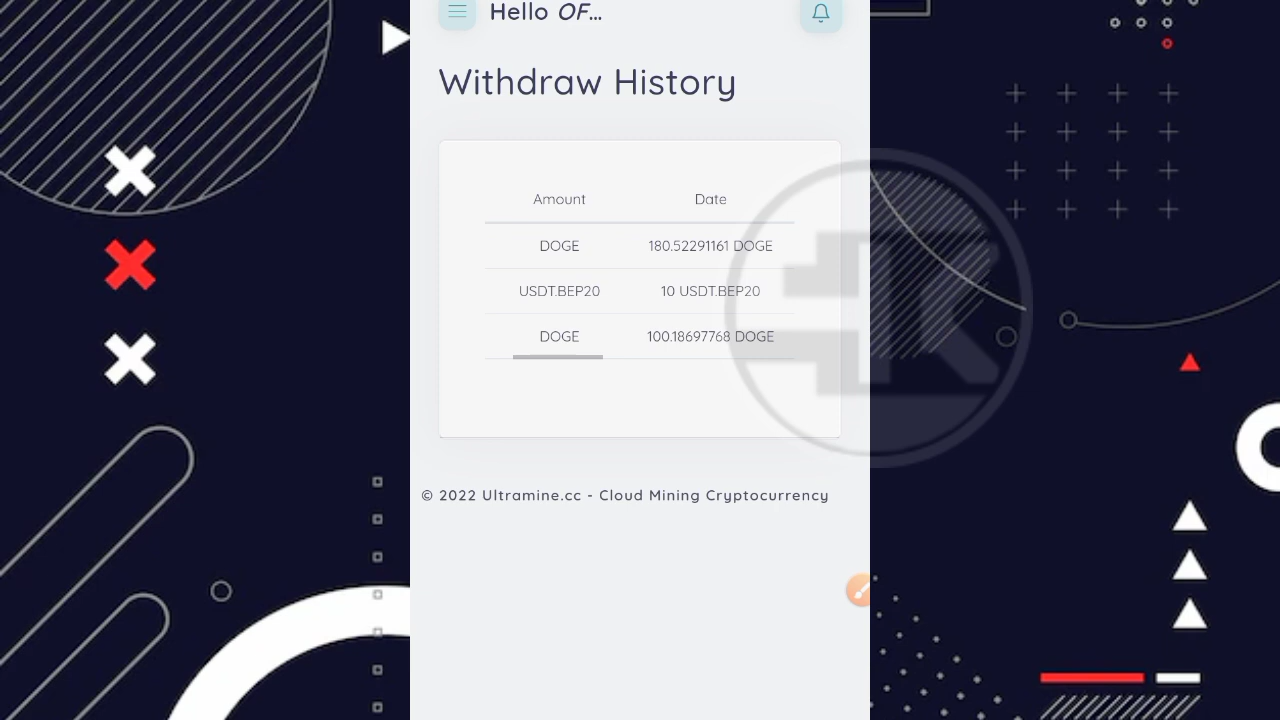 Hello OF...
Withdraw History
Amount Date
DOGE 180.52291161 DOGE
USDT.BEP20 10 USDT.BEP20
DOGE 100.18697768 DOGE
© 2022 Ultramine.cc - Cloud Mining Cryptocurrency